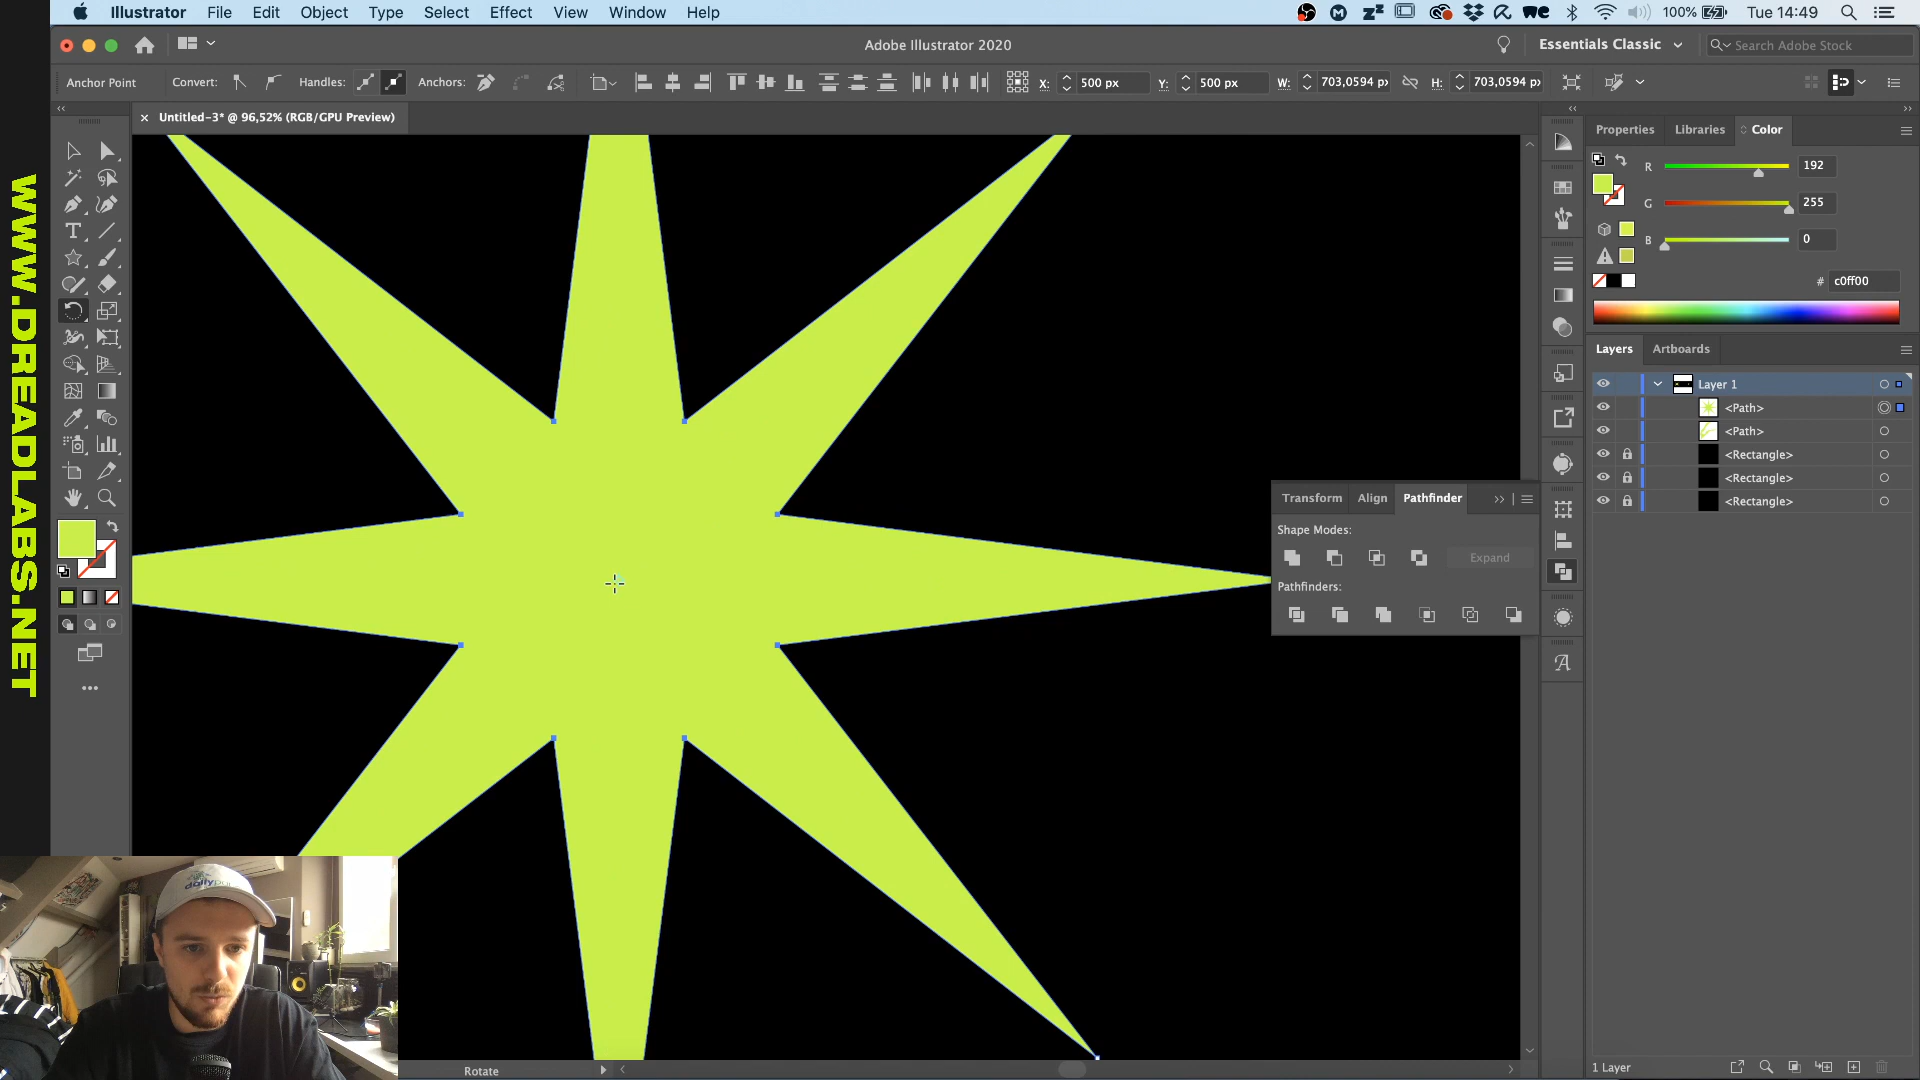 Illustrator File Edit Object Type Select Effect View Window Help
100% Tue 14:49
Adobe Illustrator 2020
Essentials Classic
Search Adobe Stock
Anchor Point Convert: Handles: Anchors: X: 500 px Y: 500 px W: 703,0594 px H: 703,0594 px
Untitled-3* @ 96,52% (RGB/GPU Preview)
Properties Libraries Color
R 192
G 255
B 0
# c0ff00
Layers Artboards
Layer 1
<Path>
<Path>
<Rectangle>
<Rectangle>
<Rectangle>
Transform Align Pathfinder
Shape Modes:
Expand
Pathfinders:
WWW.DREADLABS.NET
Rotate
1 Layer